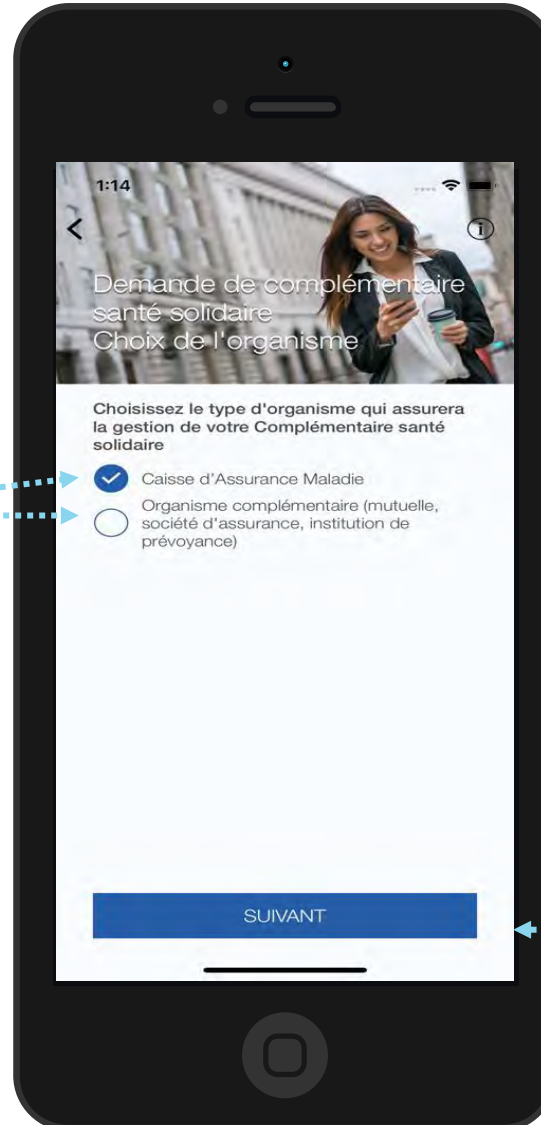 1:14
Demande de complémentaire
santé solidaire
Choix de l'organisme
Choisissez le type d'organisme qui assurera
la gestion de votre Complémentaire santé
solidaire
Caisse d'Assurance Maladie
Organisme complémentaire (mutuelle,
société d'assurance, institution de
prévoyance)
SUIVANT